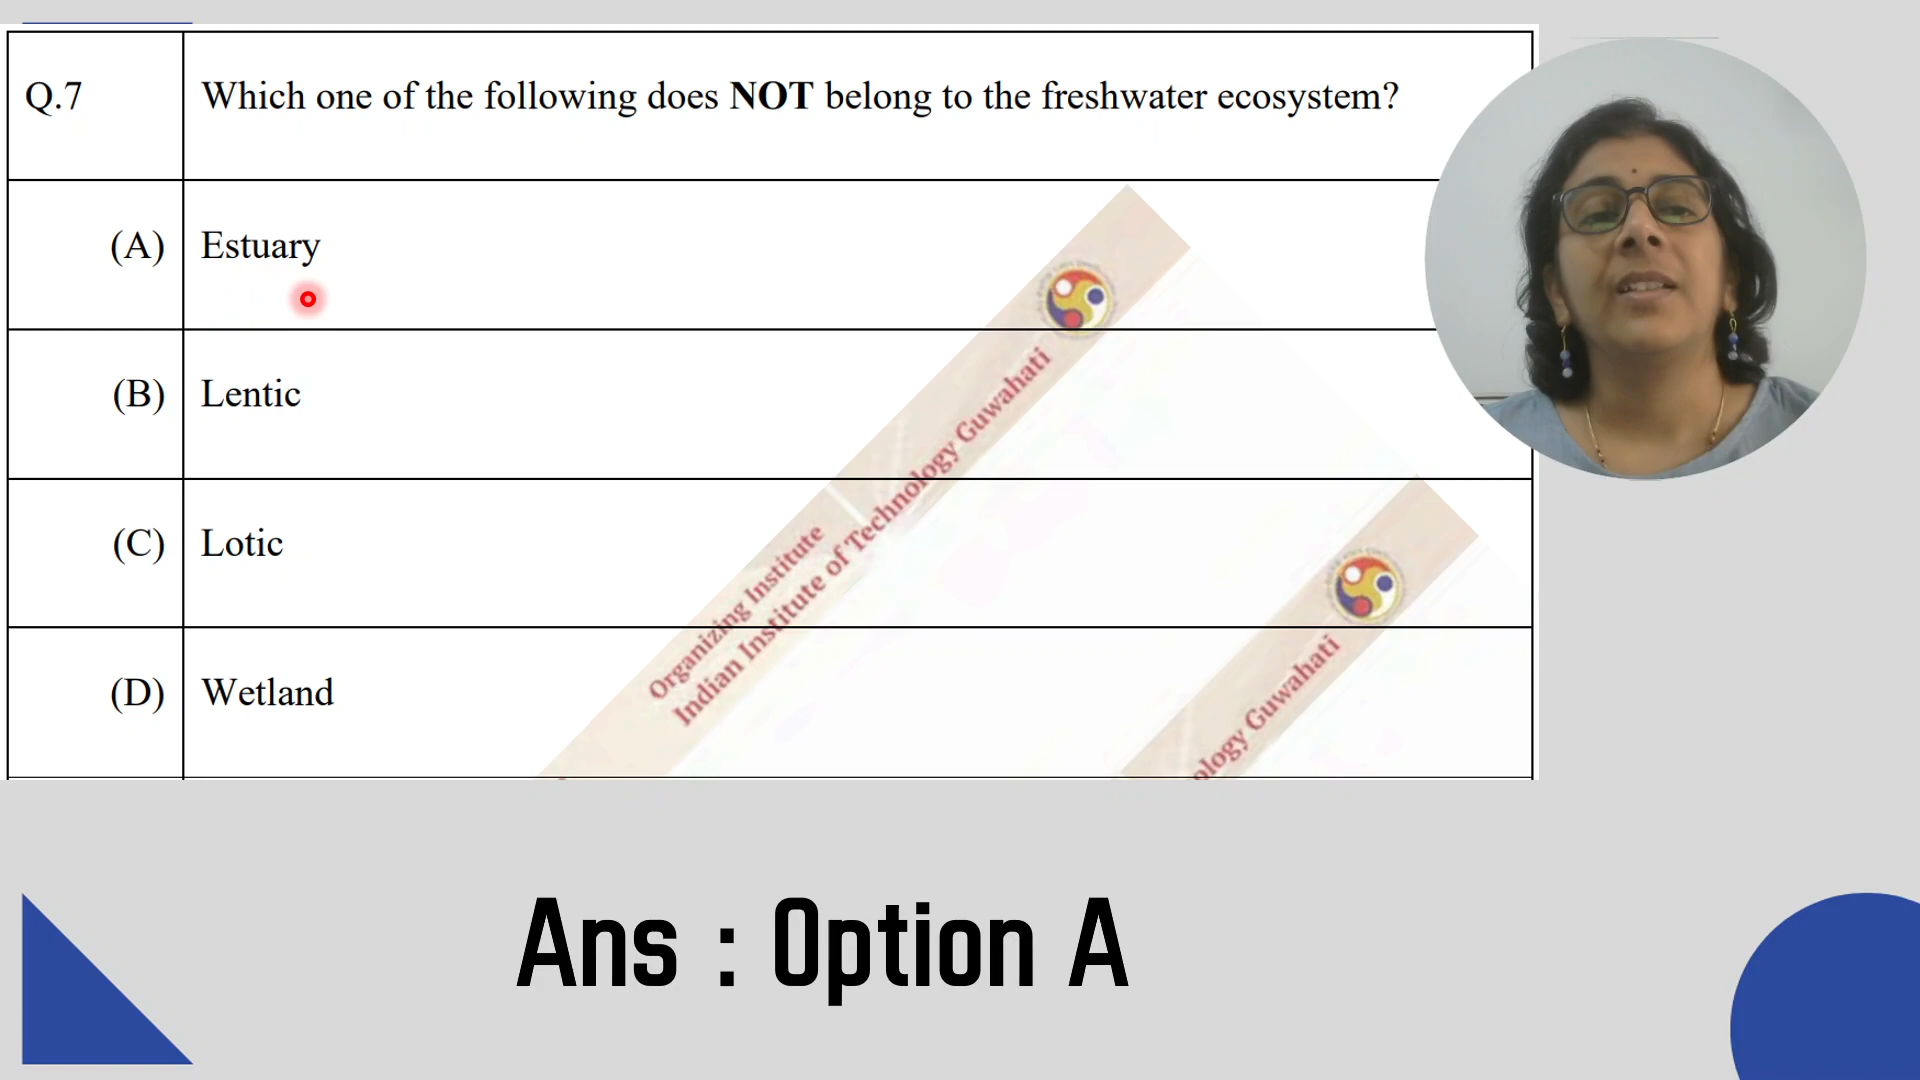 Q.7
Which one of the following does NOT belong to the freshwater ecosystem?
(A) Estuary
(B) Lentic
(C) Lotic
(D) Wetland
Organizing Institute
Indian Institute of Technology Guwahati
ology Guwahati
Ans : Option A